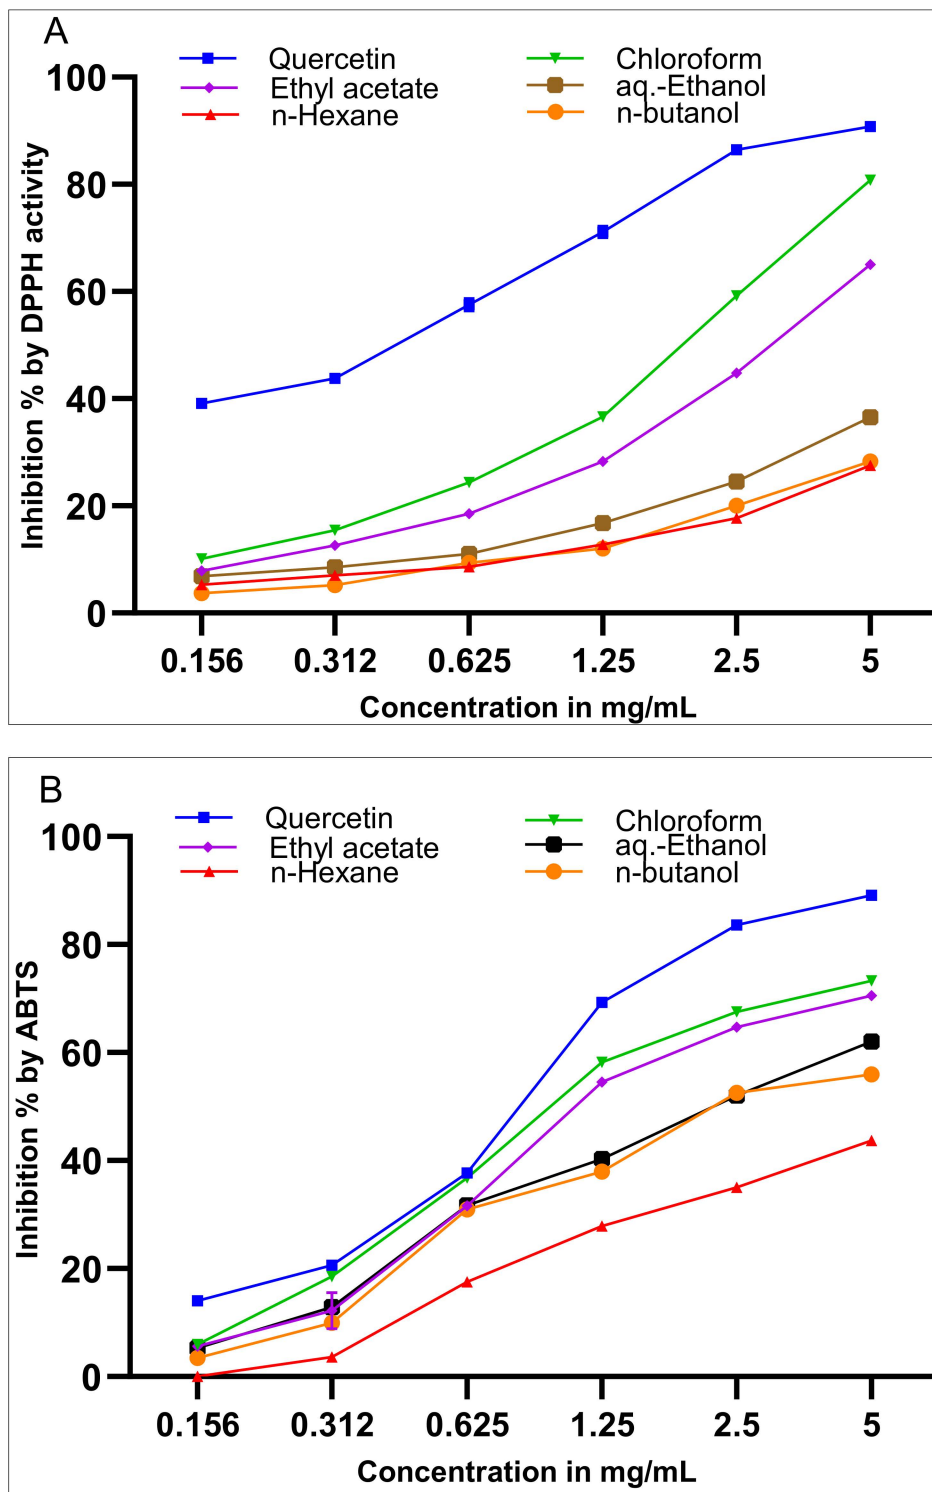 A
Quercetin
Chloroform
Ethyl acetate
aq.-Ethanol
n-Hexane
n-butanol
Inhibition % by DPPH activity
100
80
60
40
20
0
0.156 0.312 0.625 1.25 2.5 5
Concentration in mg/mL
B
Quercetin
Chloroform
Ethyl acetate
aq.-Ethanol
n-Hexane
n-butanol
Inhibition % by ABTS
100
80
60
40
20
0
0.156 0.312 0.625 1.25 2.5 5
Concentration in mg/mL